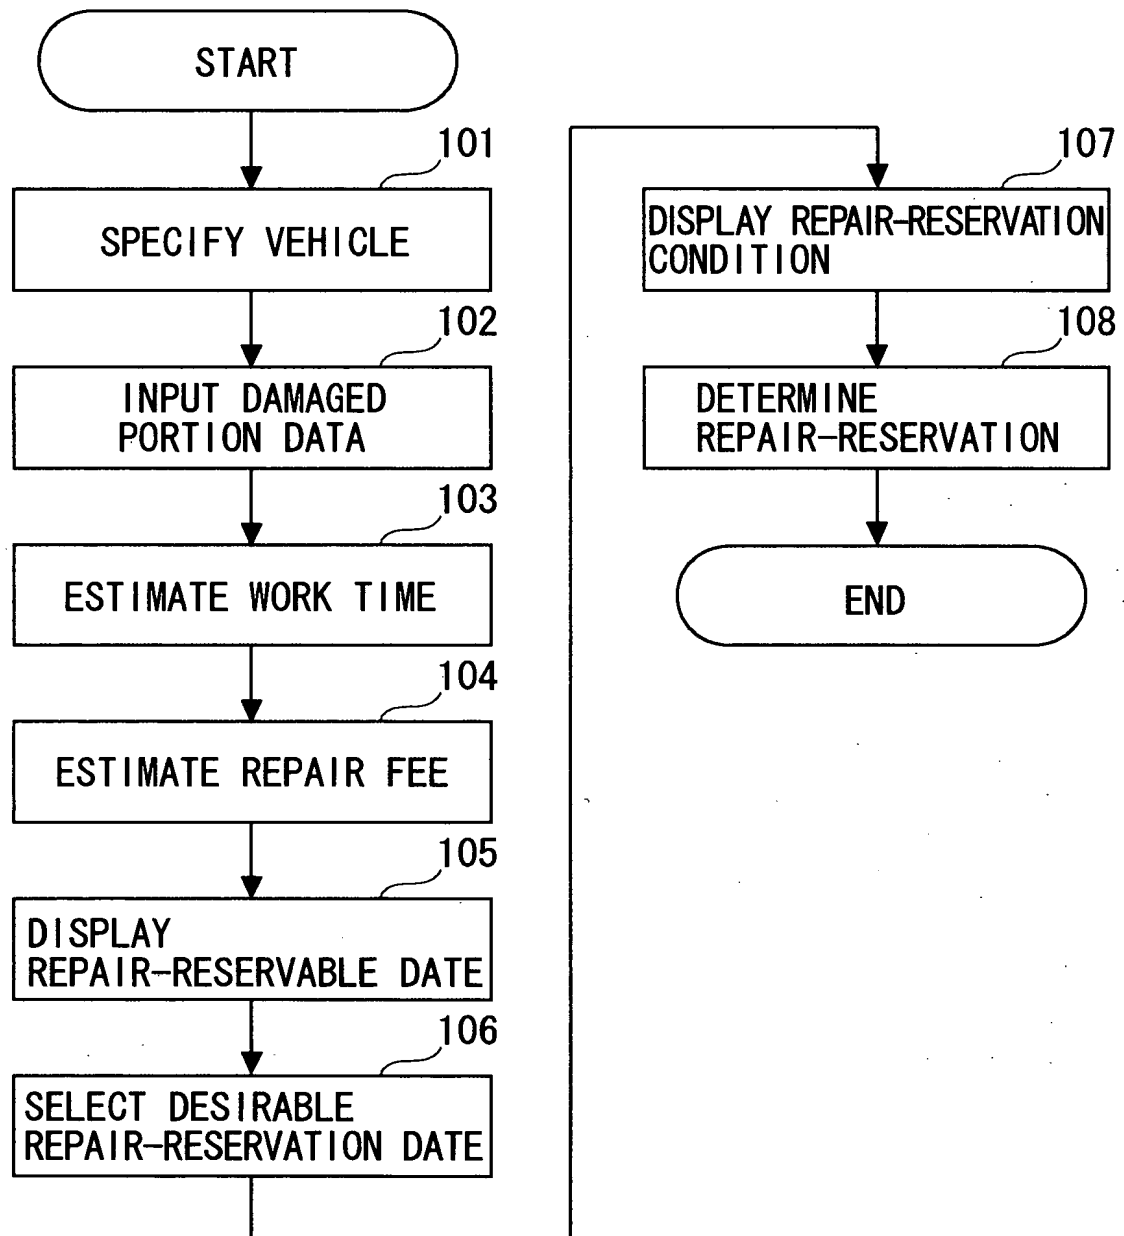 START
101
SPECIFY VEHICLE
102
INPUT DAMAGED
PORTION DATA
103
ESTIMATE WORK TIME
104
ESTIMATE REPAIR FEE
105
DISPLAY
REPAIR-RESERVABLE DATE
106
SELECT DESIRABLE
REPAIR-RESERVATION DATE
107
DISPLAY REPAIR-RESERVATION
CONDITION
108
DETERMINE
REPAIR-RESERVATION
END